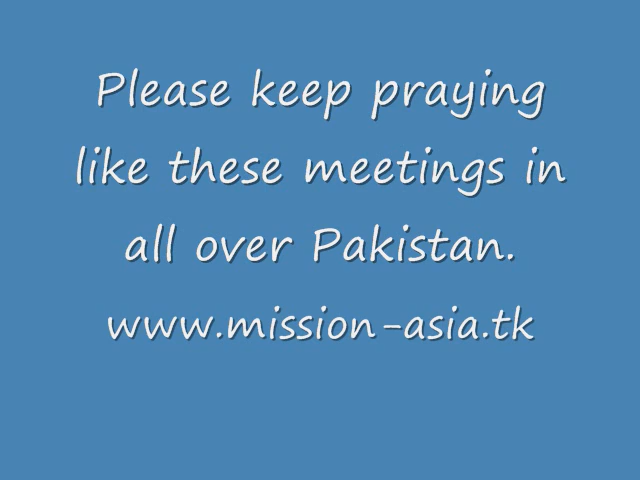 Please keep praying
like these meetings in
all over Pakistan.
www.mission-asia.tk